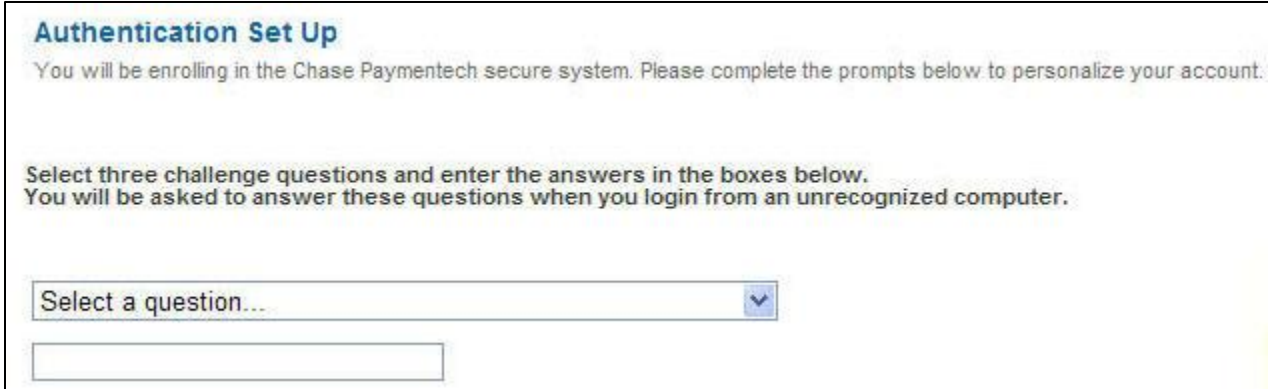 Authentication Set Up
You will be enrolling in the Chase Paymentech secure system. Please complete the prompts below to personalize your account.
Select three challenge questions and enter the answers in the boxes below.
You will be asked to answer these questions when you login from an unrecognized computer.
Select a question...